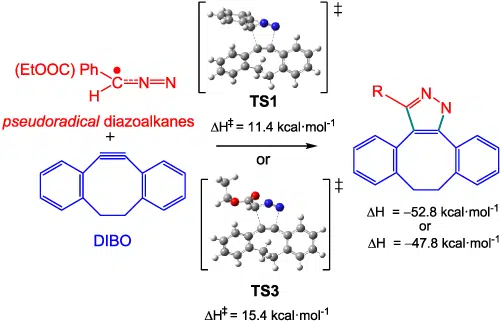 (EtOOC) Ph
C
N
N
H
pseudoradical diazoalkanes
+
DIBO
‡
TS1
ΔH‡ = 11.4 kcal·mol-1
or
‡
TS3
ΔH‡ = 15.4 kcal·mol-1
R
N
N
ΔH = –52.8 kcal·mol-1
or
ΔH = –47.8 kcal·mol-1